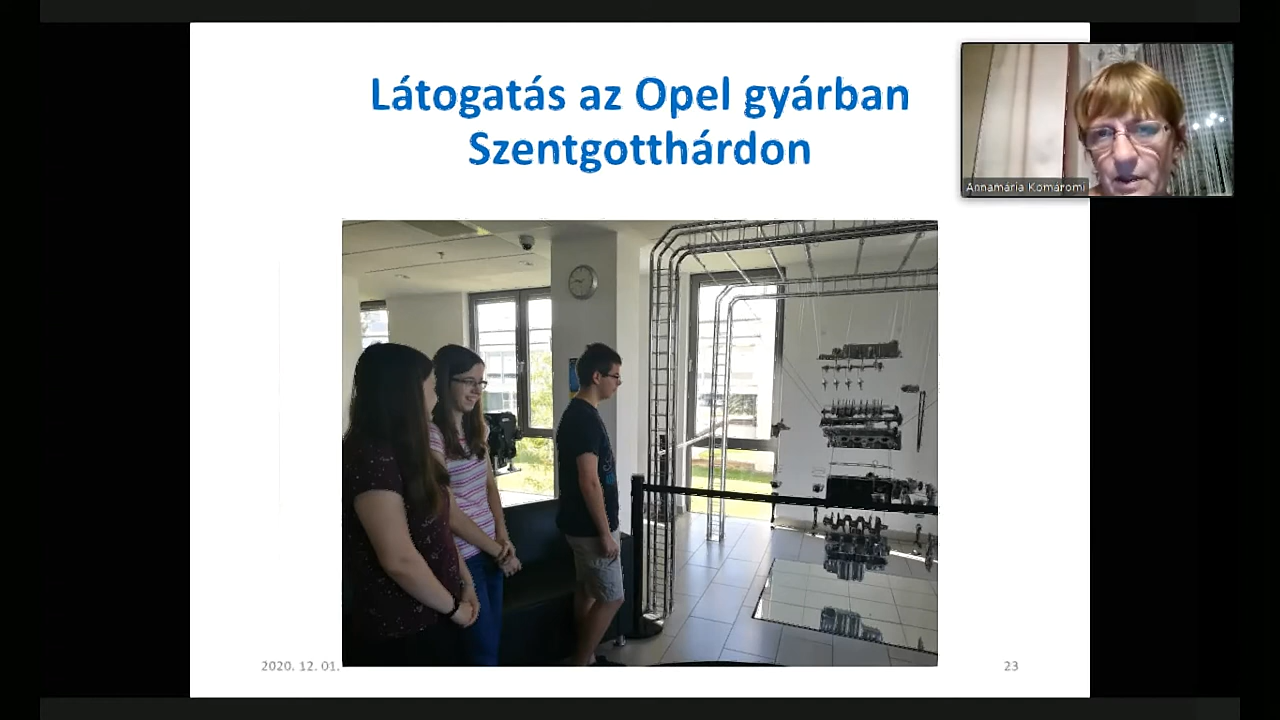 Látogatás az Opel gyárban
Szentgotthárdon
Annamária Komáromi
2020. 12. 01.
23